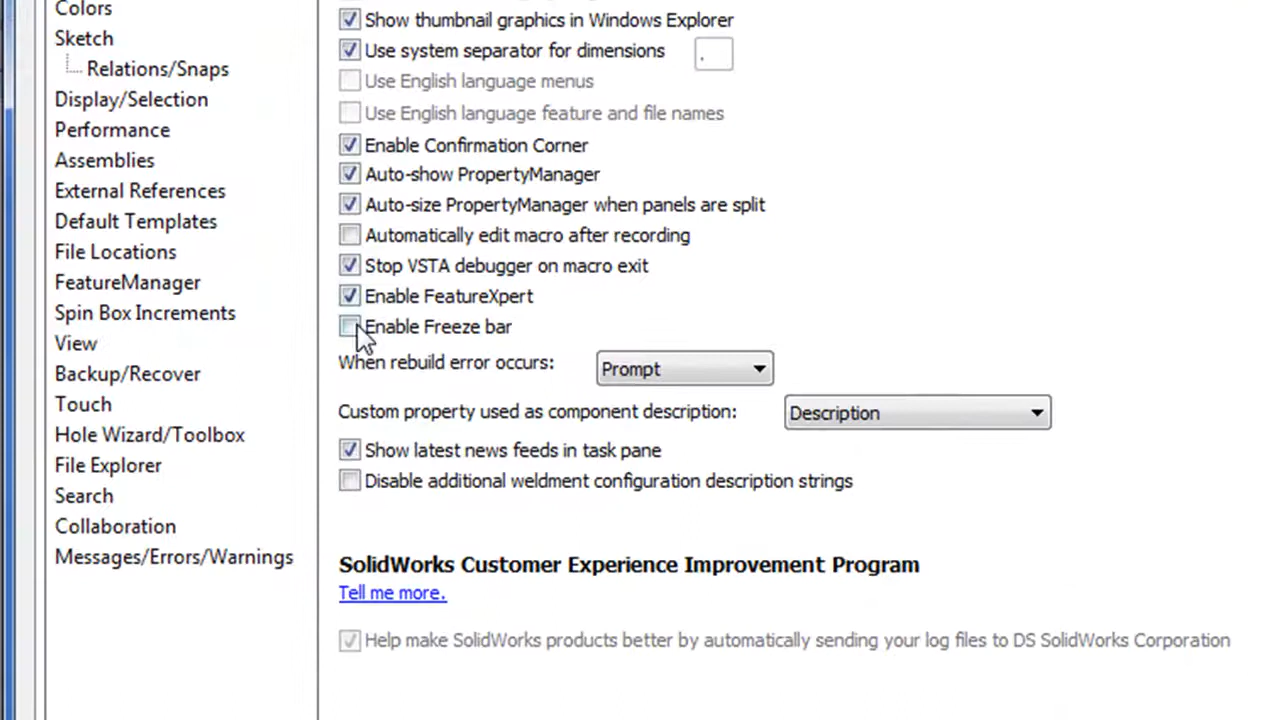 Colors
Sketch
Relations/Snaps
Display/Selection
Performance
Assemblies
External References
Default Templates
File Locations
FeatureManager
Spin Box Increments
View
Backup/Recover
Touch
Hole Wizard/Toolbox
File Explorer
Search
Collaboration
Messages/Errors/Warnings
Show thumbnail graphics in Windows Explorer
Use system separator for dimensions .
Use English language menus
Use English language feature and file names
Enable Confirmation Corner
Auto-show PropertyManager
Auto-size PropertyManager when panels are split
Automatically edit macro after recording
Stop VSTA debugger on macro exit
Enable FeatureXpert
Enable Freeze bar
When rebuild error occurs: Prompt
Custom property used as component description: Description
Show latest news feeds in task pane
Disable additional weldment configuration description strings
SolidWorks Customer Experience Improvement Program
Tell me more.
Help make SolidWorks products better by automatically sending your log files to DS SolidWorks Corporation